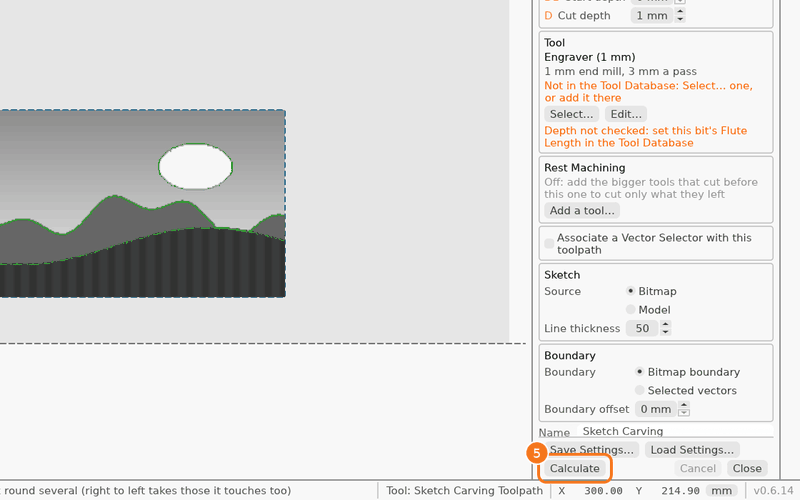 D Cut depth 1 mm
Tool
Engraver (1 mm)
1 mm end mill, 3 mm a pass
Not in the Tool Database: Select... one,
or add it there
Select... Edit...
Depth not checked: set this bit's Flute
Length in the Tool Database
Rest Machining
Off: add the bigger tools that cut before
this one to cut only what they left
Add a tool...
Associate a Vector Selector with this
toolpath
Sketch
Source Bitmap
Model
Line thickness 50
Boundary
Boundary Bitmap boundary
Selected vectors
Boundary offset 0 mm
Name Sketch Carving
5 Save Settings... Load Settings...
Calculate Cancel Close
round several (right to left takes those it touches too) Tool: Sketch Carving Toolpath X 300.00 Y 214.90 mm v0.6.14